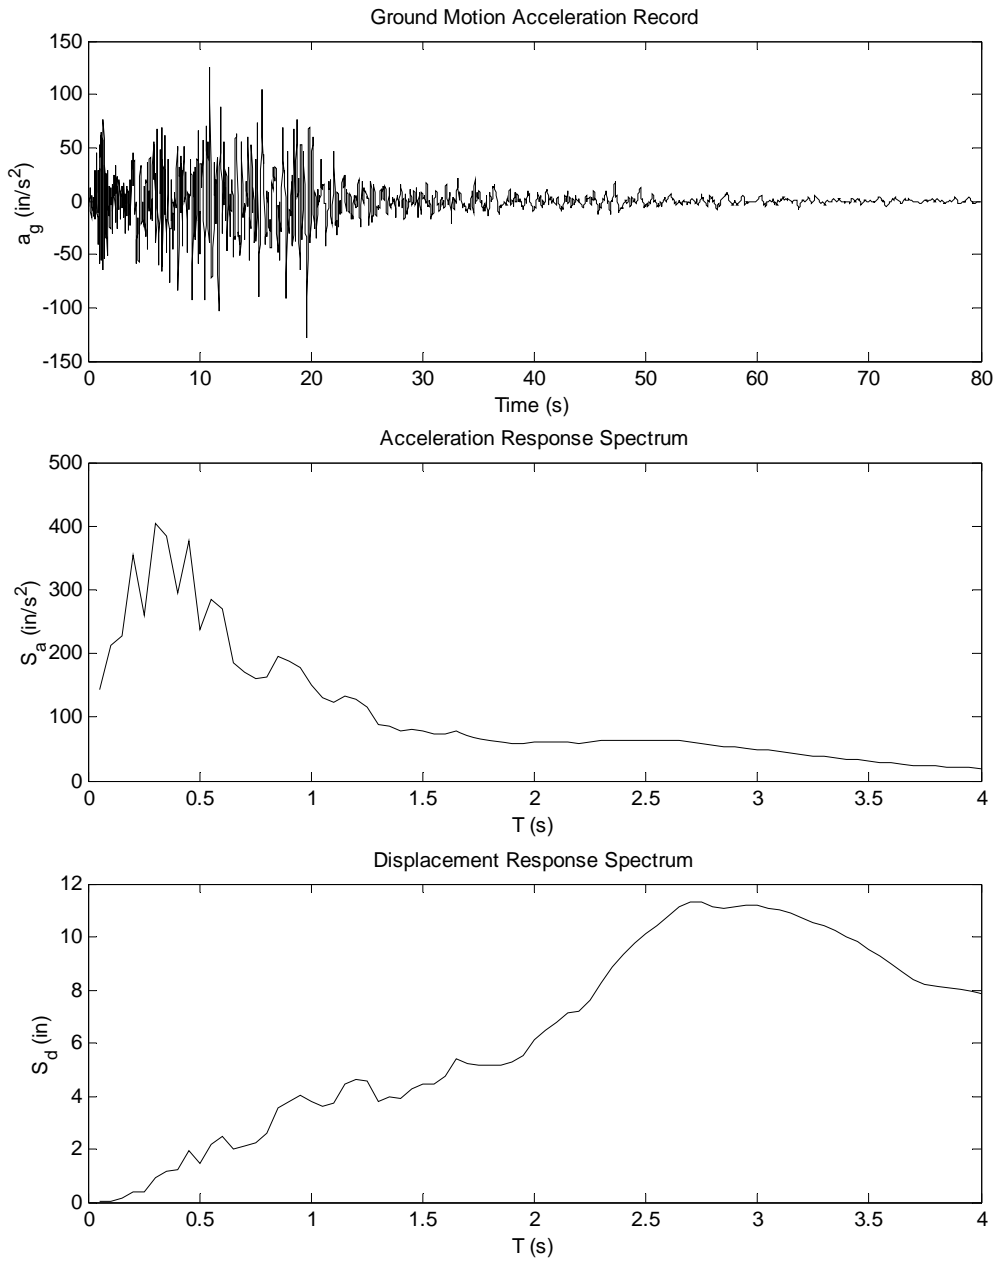 Ground Motion Acceleration Record
150
100
50
0
-50
-100
-150
a_g (in/s^2)
0 10 20 30 40 50 60 70 80
Time (s)
Acceleration Response Spectrum
500
400
300
200
100
0
S_a (in/s^2)
0 0.5 1 1.5 2 2.5 3 3.5 4
T (s)
Displacement Response Spectrum
12
10
8
6
4
2
0
S_d (in)
0 0.5 1 1.5 2 2.5 3 3.5 4
T (s)